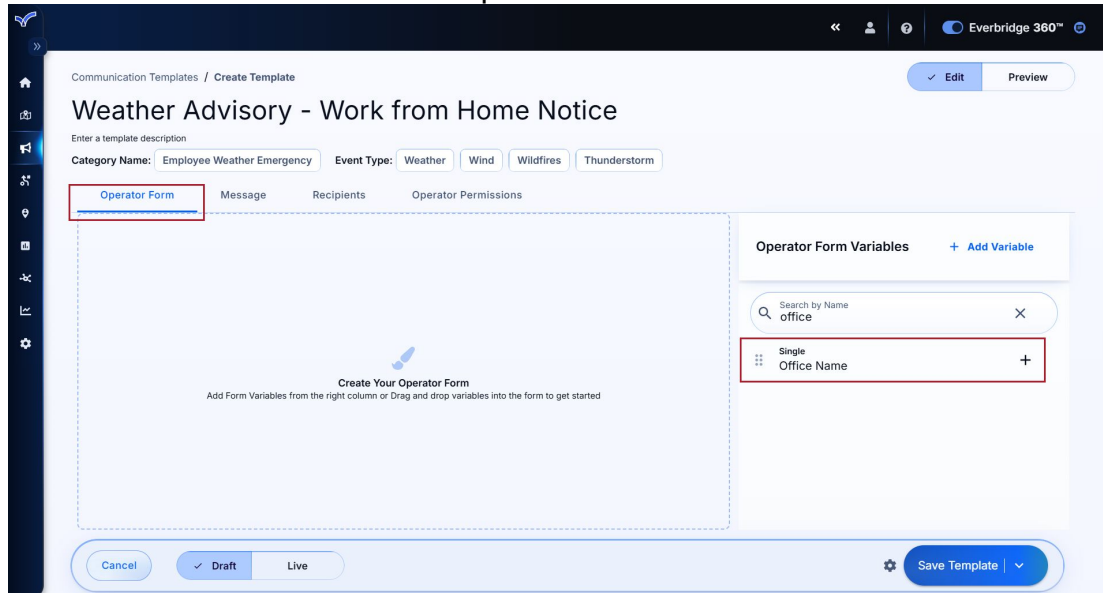 Everbridge 360™
Communication Templates / Create Template
Edit
Preview
Weather Advisory - Work from Home Notice
Enter a template description
Category Name: Employee Weather Emergency Event Type: Weather Wind Wildfires Thunderstorm
Operator Form Message Recipients Operator Permissions
Operator Form Variables + Add Variable
Search by Name
office
Single
Office Name
Create Your Operator Form
Add Form Variables from the right column or Drag and drop variables into the form to get started
Cancel Draft Live Save Template